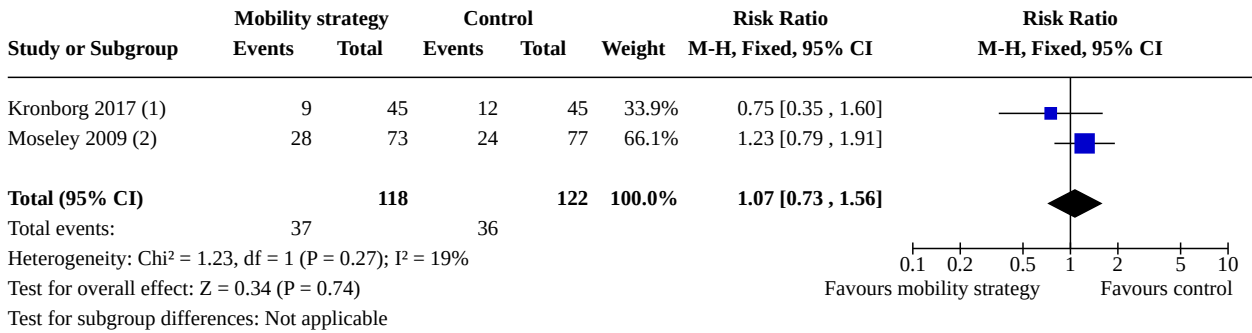 Mobility strategy Control Risk Ratio Risk Ratio
Study or Subgroup Events Total Events Total Weight M-H, Fixed, 95% CI M-H, Fixed, 95% CI
Kronborg 2017 (1) 9 45 12 45 33.9% 0.75 [0.35 , 1.60]
Moseley 2009 (2) 28 73 24 77 66.1% 1.23 [0.79 , 1.91]
Total (95% CI) 118 122 100.0% 1.07 [0.73 , 1.56]
Total events: 37 36
Heterogeneity: Chi² = 1.23, df = 1 (P = 0.27); I² = 19%
0.1 0.2 0.5 1 2 5 10
Test for overall effect: Z = 0.34 (P = 0.74)
Favours mobility strategy Favours control
Test for subgroup differences: Not applicable